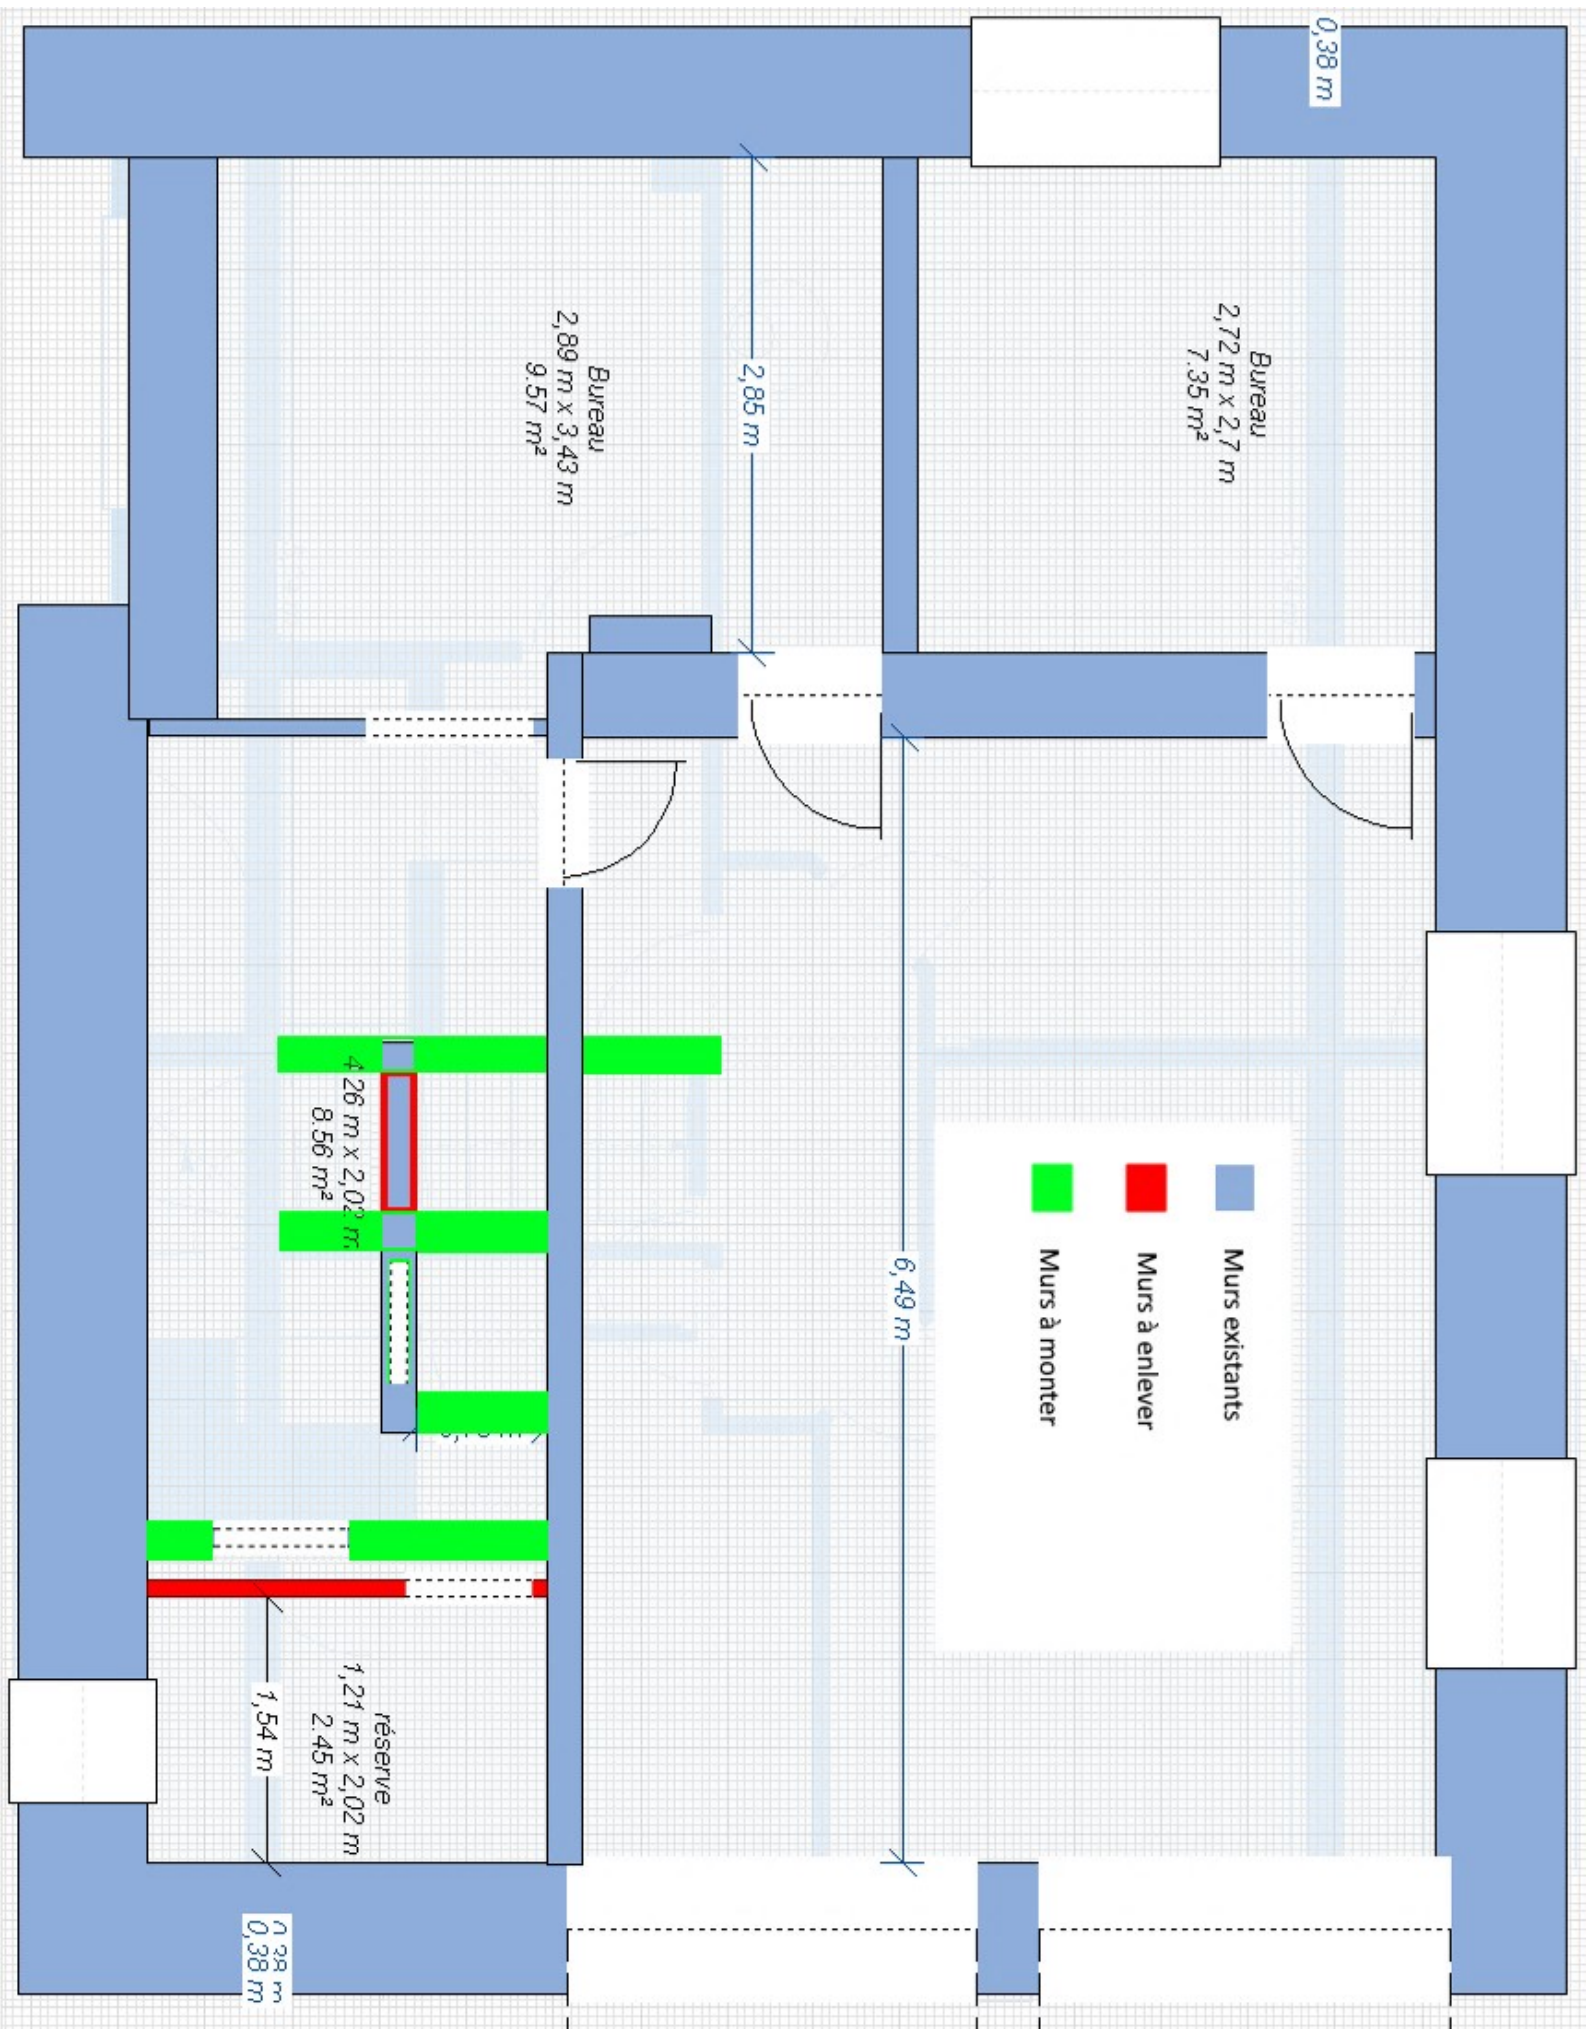 0,38 m
Bureau
2,72 m x 2,7 m
7.35 m²
2,85 m
Bureau
2,89 m x 3,43 m
9.57 m²
Murs existants
Murs à enlever
Murs à monter
6,49 m
4,26 m x 2,02 m
8.56 m²
réserve
1,21 m x 2,02 m
2.45 m²
1,54 m
0,38 m
0,38 m